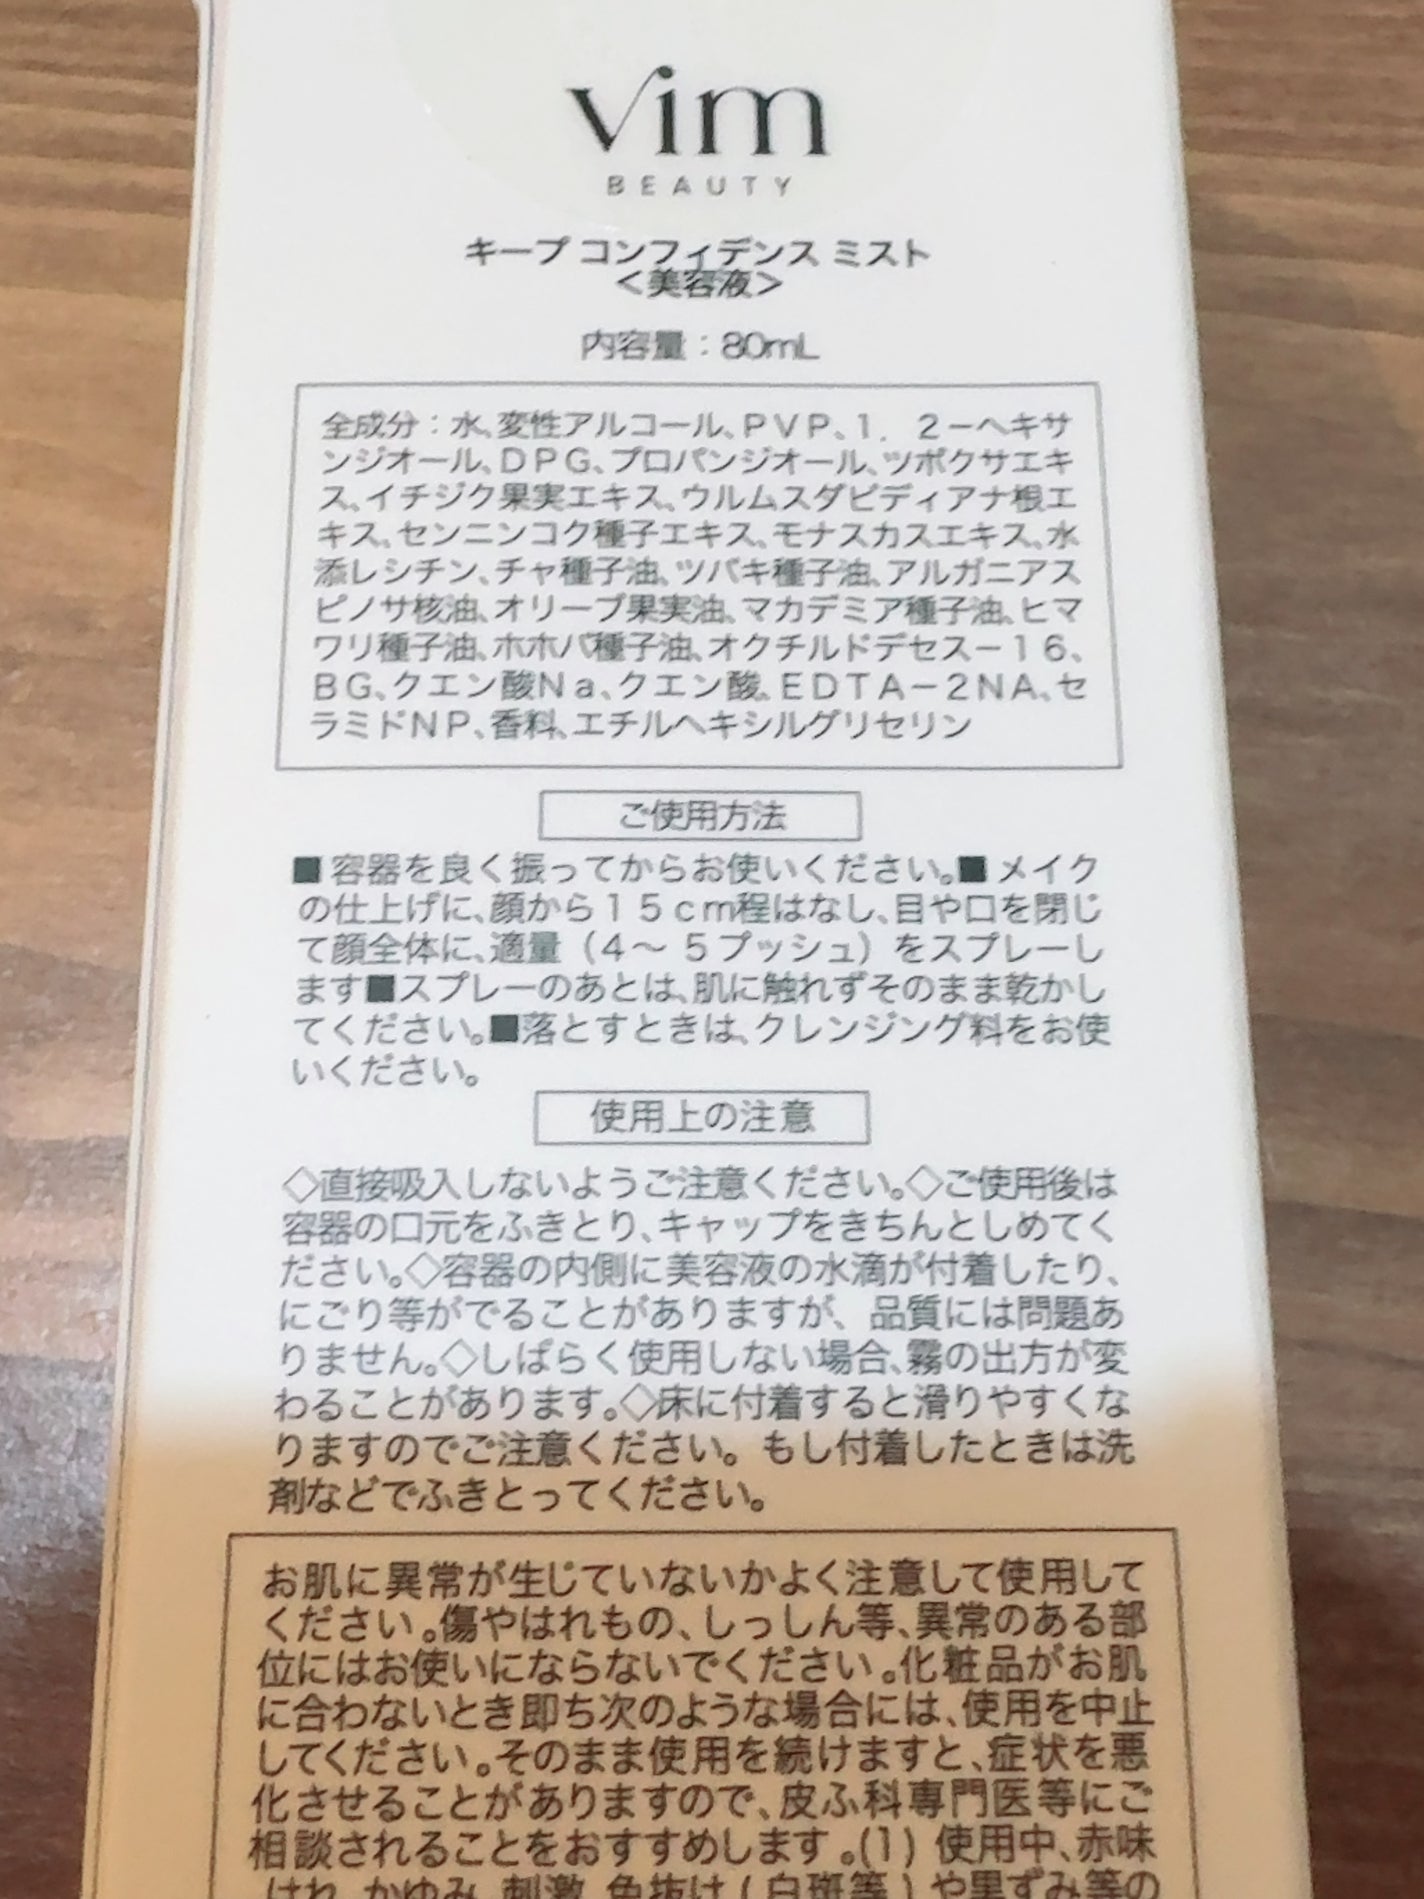 vim
BEAUTY
キープ コンフィデンス ミスト
＜美容液＞
内容量：80mL
全成分：水、変性アルコール、ＰＶＰ、１．２－ヘキサ
ンジオール、ＤＰＧ、プロパンジオール、ツボクサエキ
ス、イチジク果実エキス、ウルムスダビディアナ根エ
キス、センニンコク種子エキス、モナスカスエキス、水
添レシチン、チャ種子油、ツバキ種子油、アルガニアス
ピノサ核油、オリーブ果実油、マカデミア種子油、ヒマ
ワリ種子油、ホホバ種子油、オクチルドデセス－１６、
ＢＧ、クエン酸Ｎａ、クエン酸、ＥＤＴＡ－２ＮＡ、セ
ラミドＮＰ、香料、エチルヘキシルグリセリン
ご使用方法
■容器を良く振ってからお使いください。■メイク
の仕上げに、顔から１５ｃｍ程はなし、目や口を閉じ
て顔全体に、適量（４～５プッシュ）をスプレーし
ます■スプレーのあとは、肌に触れずそのまま乾かし
てください。■落とすときは、クレンジング料をお使
いください。
使用上の注意
◇直接吸入しないようご注意ください。◇ご使用後は
容器の口元をふきとり、キャップをきちんとしめてく
ださい。◇容器の内側に美容液の水滴が付着したり、
にごり等がでることがありますが、品質には問題あ
りません。◇しばらく使用しない場合、霧の出方が変
わることがあります。◇床に付着すると滑りやすくな
りますのでご注意ください。もし付着したときは洗
剤などでふきとってください。
お肌に異常が生じていないかよく注意して使用して
ください。傷やはれもの、しっしん等、異常のある部
位にはお使いにならないでください。化粧品がお肌
に合わないとき即ち次のような場合には、使用を中止
してください。そのまま使用を続けますと、症状を悪
化させることがありますので、皮ふ科専門医等にご
相談されることをおすすめします。(1) 使用中、赤味
はれ、かゆみ、刺激、色抜け(白斑等)や黒ずみ等の